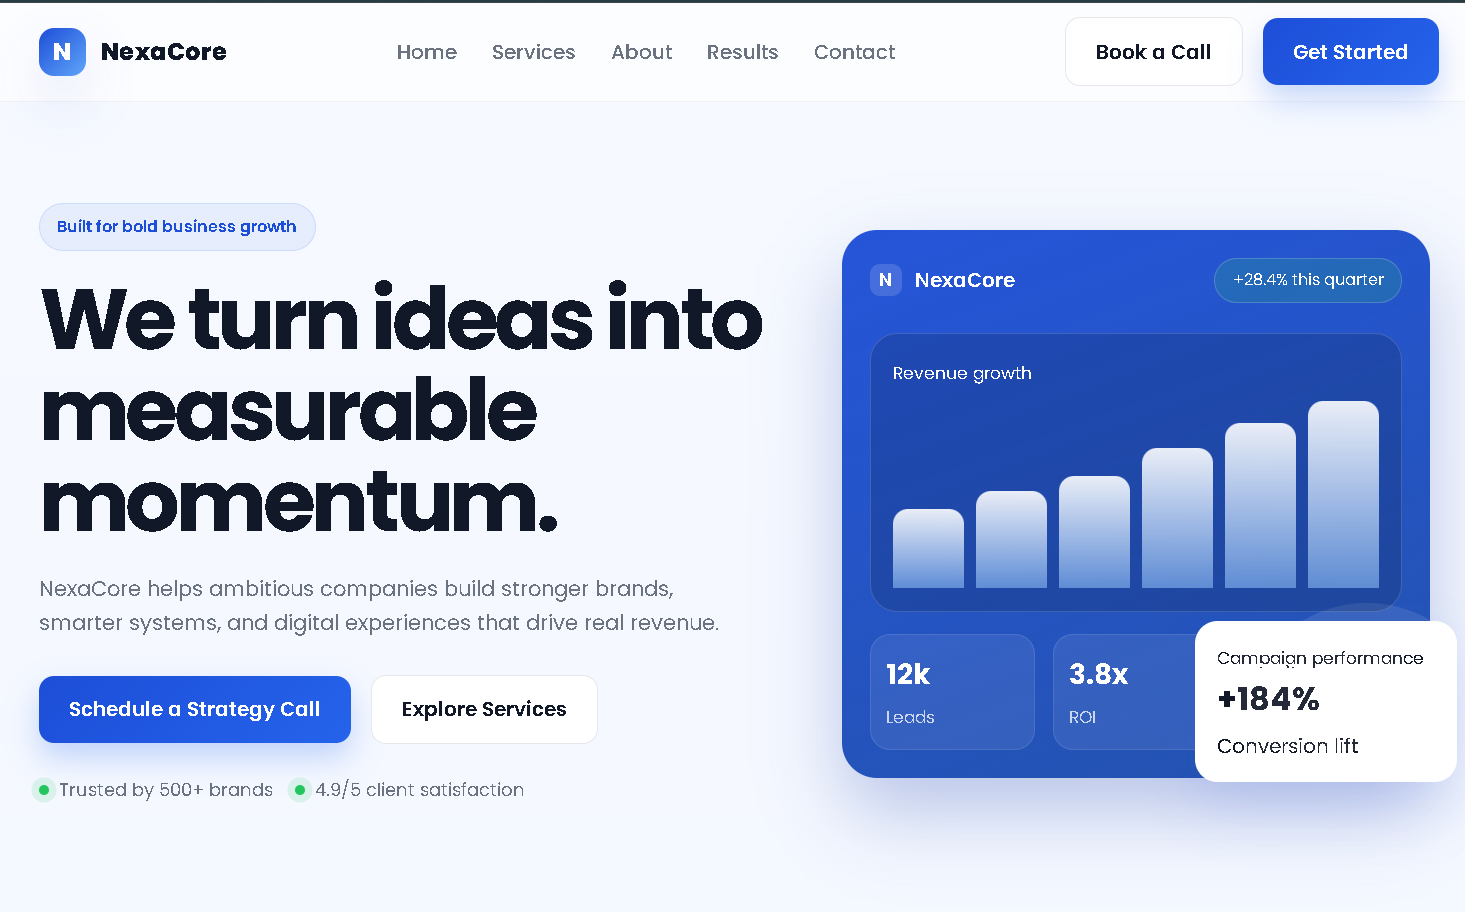 N NexaCore
Home Services About Results Contact
Book a Call
Get Started
Built for bold business growth
We turn ideas into
measurable
momentum.
NexaCore helps ambitious companies build stronger brands,
smarter systems, and digital experiences that drive real revenue.
Schedule a Strategy Call
Explore Services
Trusted by 500+ brands
4.9/5 client satisfaction
N NexaCore
+28.4% this quarter
Revenue growth
12k
Leads
3.8x
ROI
Campaign performance
+184%
Conversion lift